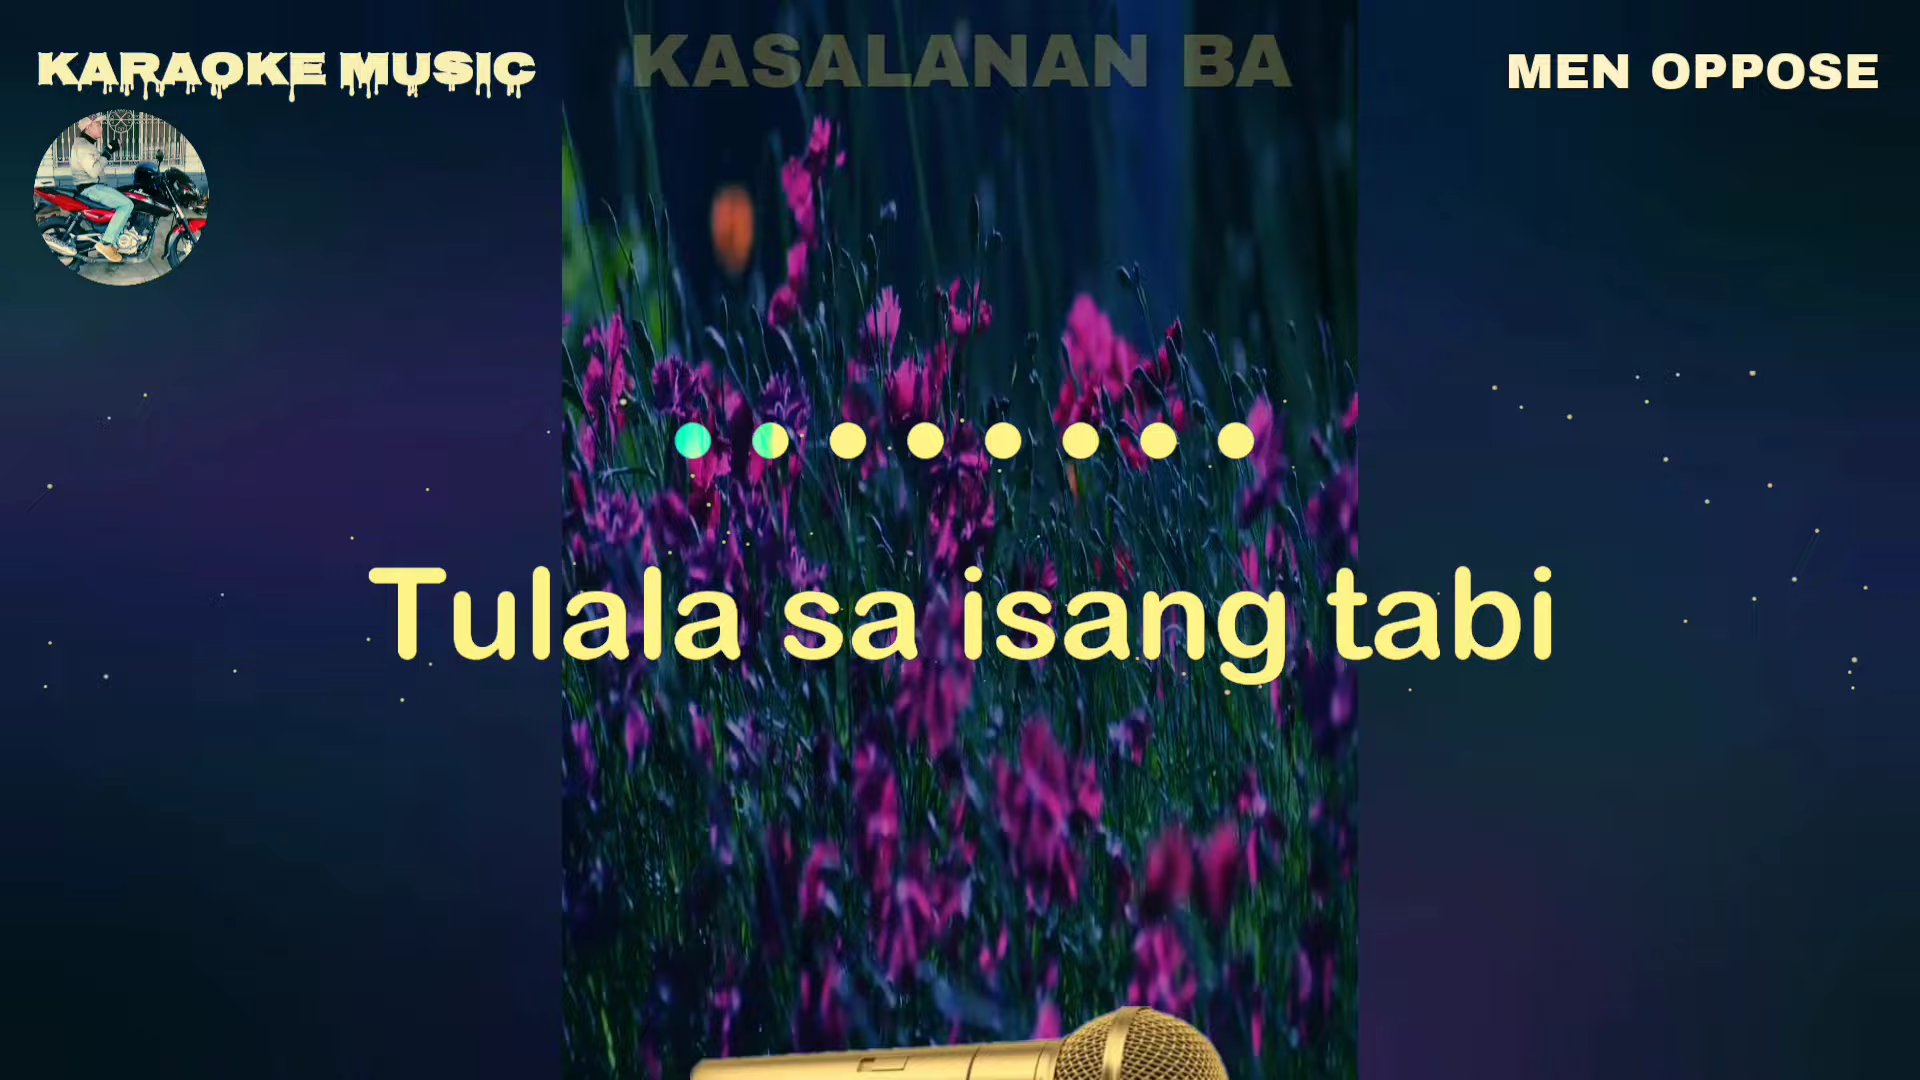 KARAOKE MUSIC
KASALANAN BA
MEN OPPOSE
Tulala sa isang tabi